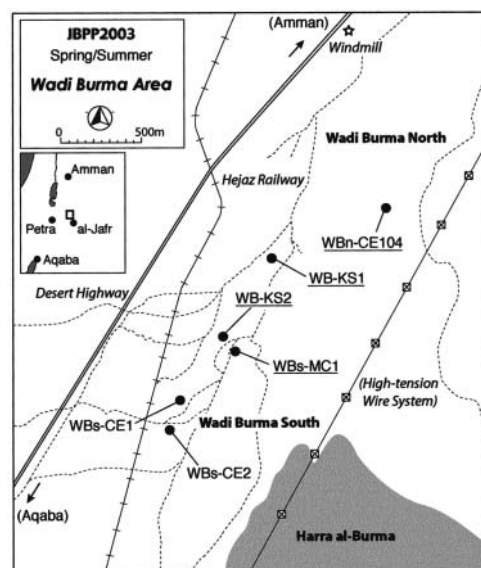 JBPP2003
Spring/Summer
Wadi Burma Area
0 500m
(Amman)
Windmill
Wadi Burma North
Amman
Petra
al-Jafr
Aqaba
Hejaz Railway
WBn-CE104
WB-KS1
Desert Highway
WB-KS2
WBs-MC1
(High-tension
Wire System)
WBs-CE1
Wadi Burma South
WBs-CE2
(Aqaba)
Harra al-Burma